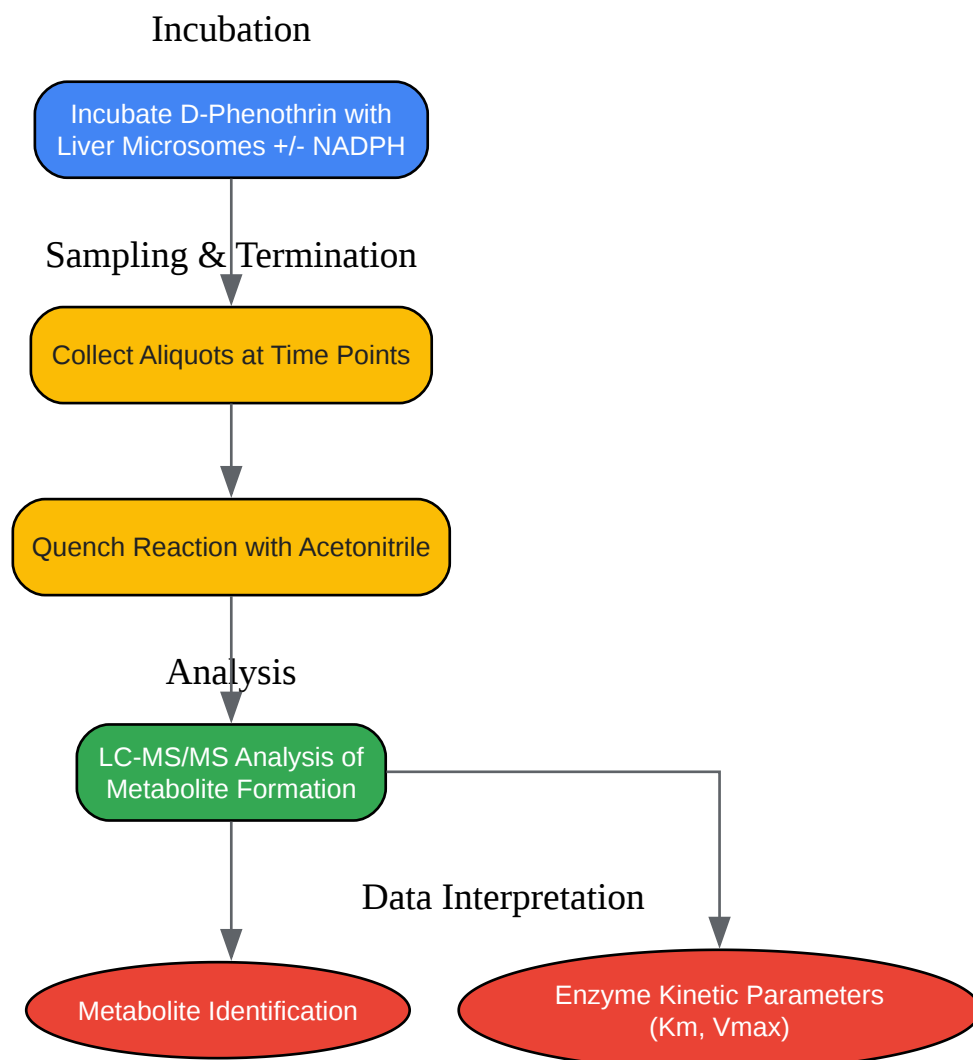 Incubation
Incubate D-Phenothrin with
Liver Microsomes +/- NADPH
Sampling & Termination
Collect Aliquots at Time Points
Quench Reaction with Acetonitrile
Analysis
LC-MS/MS Analysis of
Metabolite Formation
Data Interpretation
Metabolite Identification
Enzyme Kinetic Parameters
(Km, Vmax)